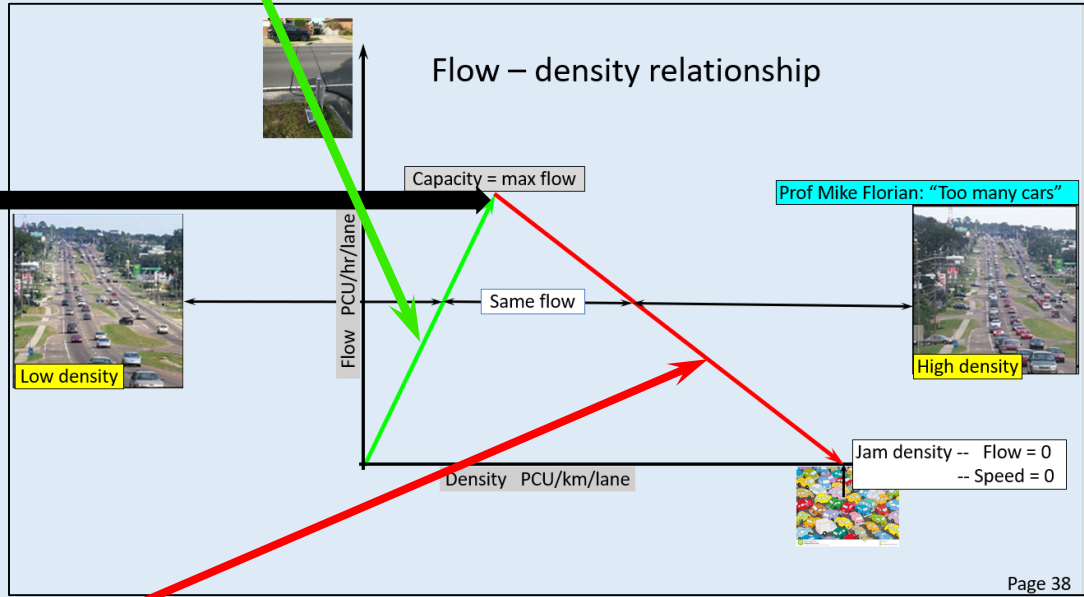 Flow – density relationship
Capacity = max flow
Prof Mike Florian: “Too many cars”
Flow PCU/hr/lane
Same flow
Low density
High density
Jam density -- Flow = 0
-- Speed = 0
Density PCU/km/lane
Page 38